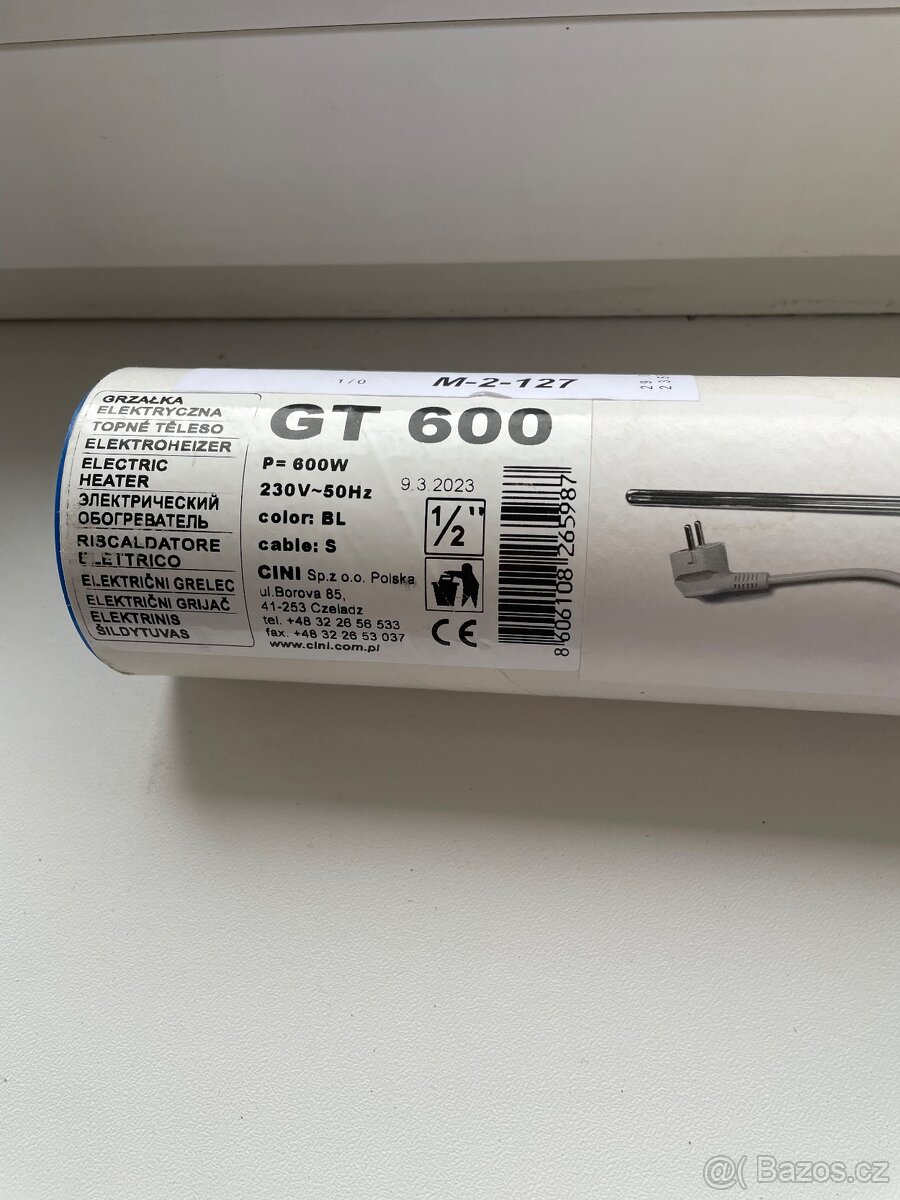 1/0
M-2-127
GRZAŁKA
ELEKTRYCZNA
TOPNÉ TĚLESO
ELEKTROHEIZER
ELECTRIC
HEATER
ЭЛЕКТРИЧЕСКИЙ
ОБОГРЕВАТЕЛЬ
RISCALDATORE
ELETTRICO
ELEKTRIČNI GRELEC
ELEKTRIČNI GRIJAČ
ELEKTRINIS
ŠILDYTUVAS
GT 600
P= 600W
230V~50Hz
9.3.2023
color: BL
cable: S
1/2"
CINI Sp.z o.o. Polska
ul.Borova 85,
41-253 Czeladz
tel. +48 32 26 56 533
fax. +48 32 26 53 037
www.cini.com.pl
CE
8606108265987
@( Bazos.cz